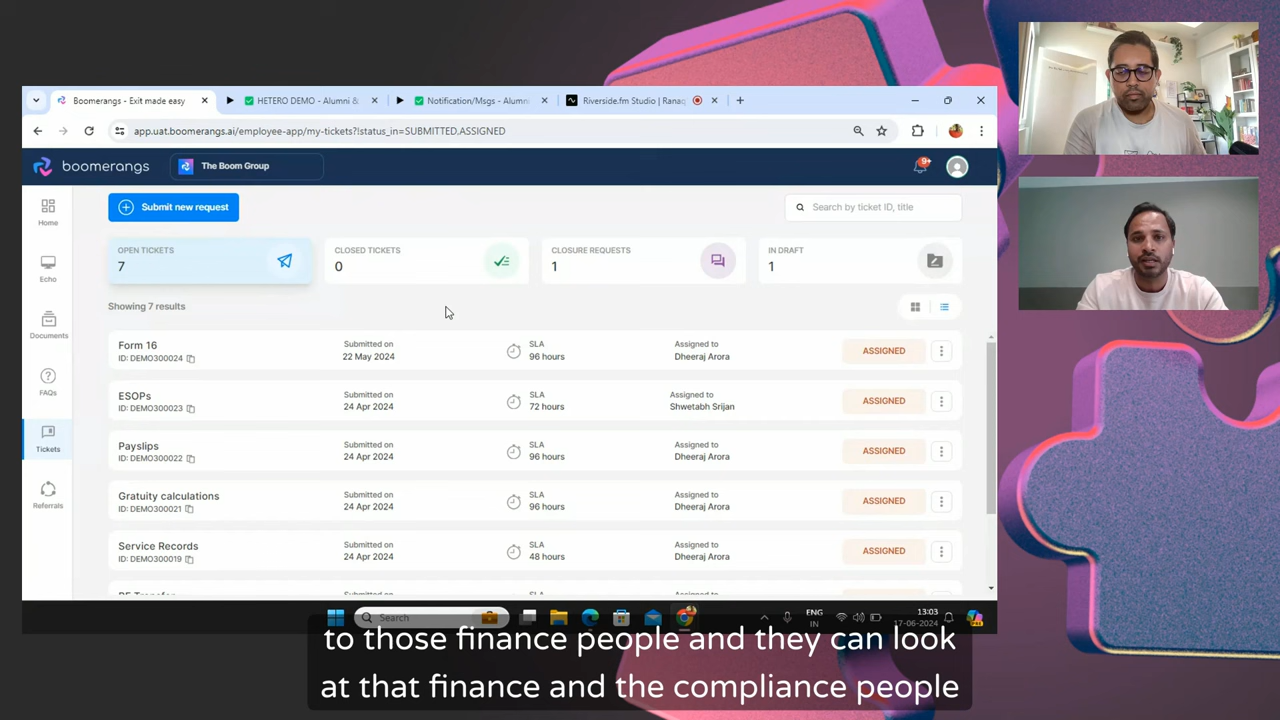 Boomerangs - Exit made easy
HETERO DEMO - Alumni &
Notification/Msgs - Alumn
Riverside.fm Studio | Rana
app.uat.boomerangs.ai/employee-app/my-tickets?!status_in=SUBMITTED,ASSIGNED
boomerangs
The Boom Group
9+
Submit new request
Search by ticket ID, title
Home
Echo
Documents
FAQs
Tickets
Referrals
OPEN TICKETS
7
CLOSED TICKETS
0
CLOSURE REQUESTS
1
IN DRAFT
1
Showing 7 results
Form 16
ID: DEMO300024
Submitted on
22 May 2024
SLA
96 hours
Assigned to
Dheeraj Arora
ASSIGNED
ESOPs
ID: DEMO300023
Submitted on
24 Apr 2024
SLA
72 hours
Assigned to
Shwetabh Srijan
ASSIGNED
Payslips
ID: DEMO300022
Submitted on
24 Apr 2024
SLA
96 hours
Assigned to
Dheeraj Arora
ASSIGNED
Gratuity calculations
ID: DEMO300021
Submitted on
24 Apr 2024
SLA
96 hours
Assigned to
Dheeraj Arora
ASSIGNED
Service Records
ID: DEMO300019
Submitted on
24 Apr 2024
SLA
48 hours
Assigned to
Dheeraj Arora
ASSIGNED
Search
ENG
IN
13:03
17-06-2024
to those finance people and they can look
at that finance and the compliance people